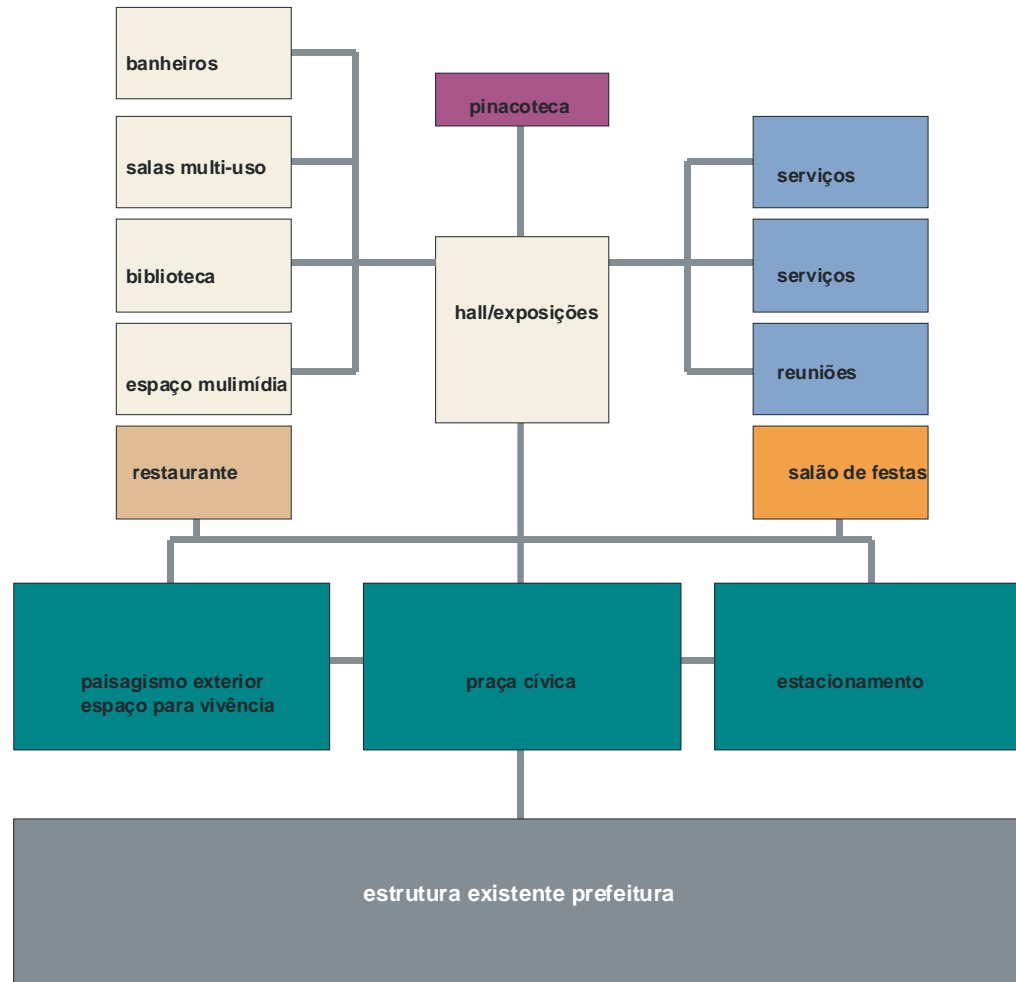 banheiros
pinacoteca
salas multi-uso
serviços
biblioteca
serviços
hall/exposições
espaço mulimídia
reuniões
restaurante
salão de festas
paisagismo exterior
espaço para vivência
praça cívica
estacionamento
estrutura existente prefeitura